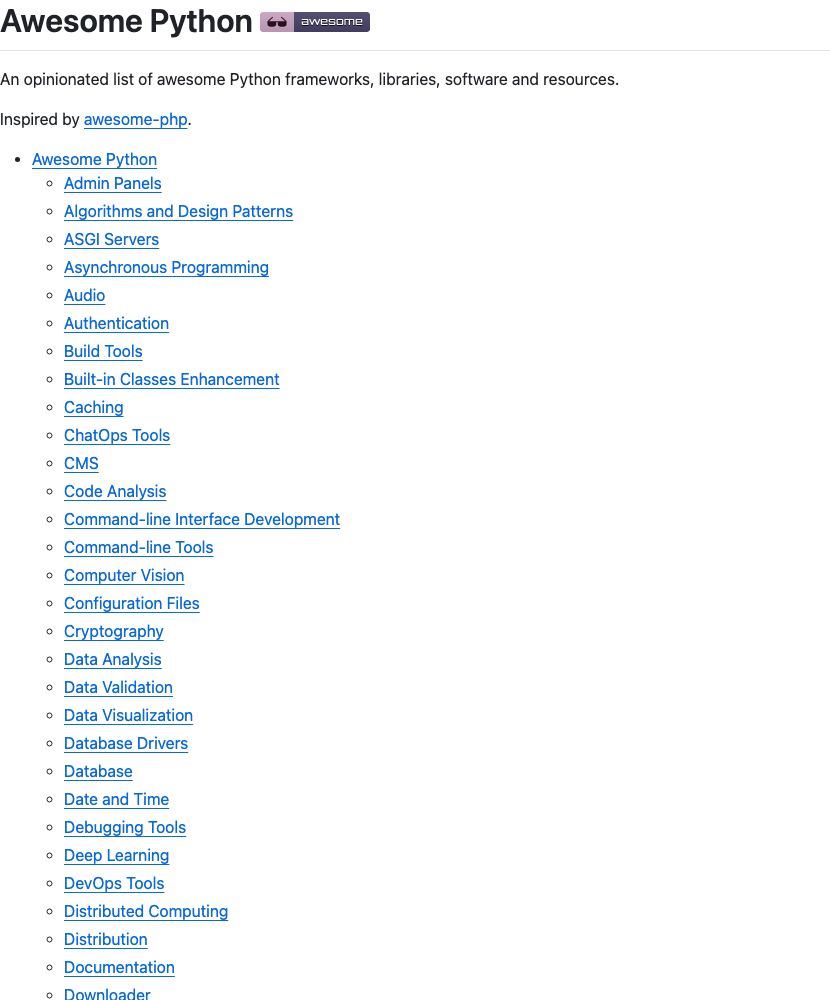 Awesome Python awesome
An opinionated list of awesome Python frameworks, libraries, software and resources.
Inspired by awesome-php.
Awesome Python
Admin Panels
Algorithms and Design Patterns
ASGI Servers
Asynchronous Programming
Audio
Authentication
Build Tools
Built-in Classes Enhancement
Caching
ChatOps Tools
CMS
Code Analysis
Command-line Interface Development
Command-line Tools
Computer Vision
Configuration Files
Cryptography
Data Analysis
Data Validation
Data Visualization
Database Drivers
Database
Date and Time
Debugging Tools
Deep Learning
DevOps Tools
Distributed Computing
Distribution
Documentation
Downloader